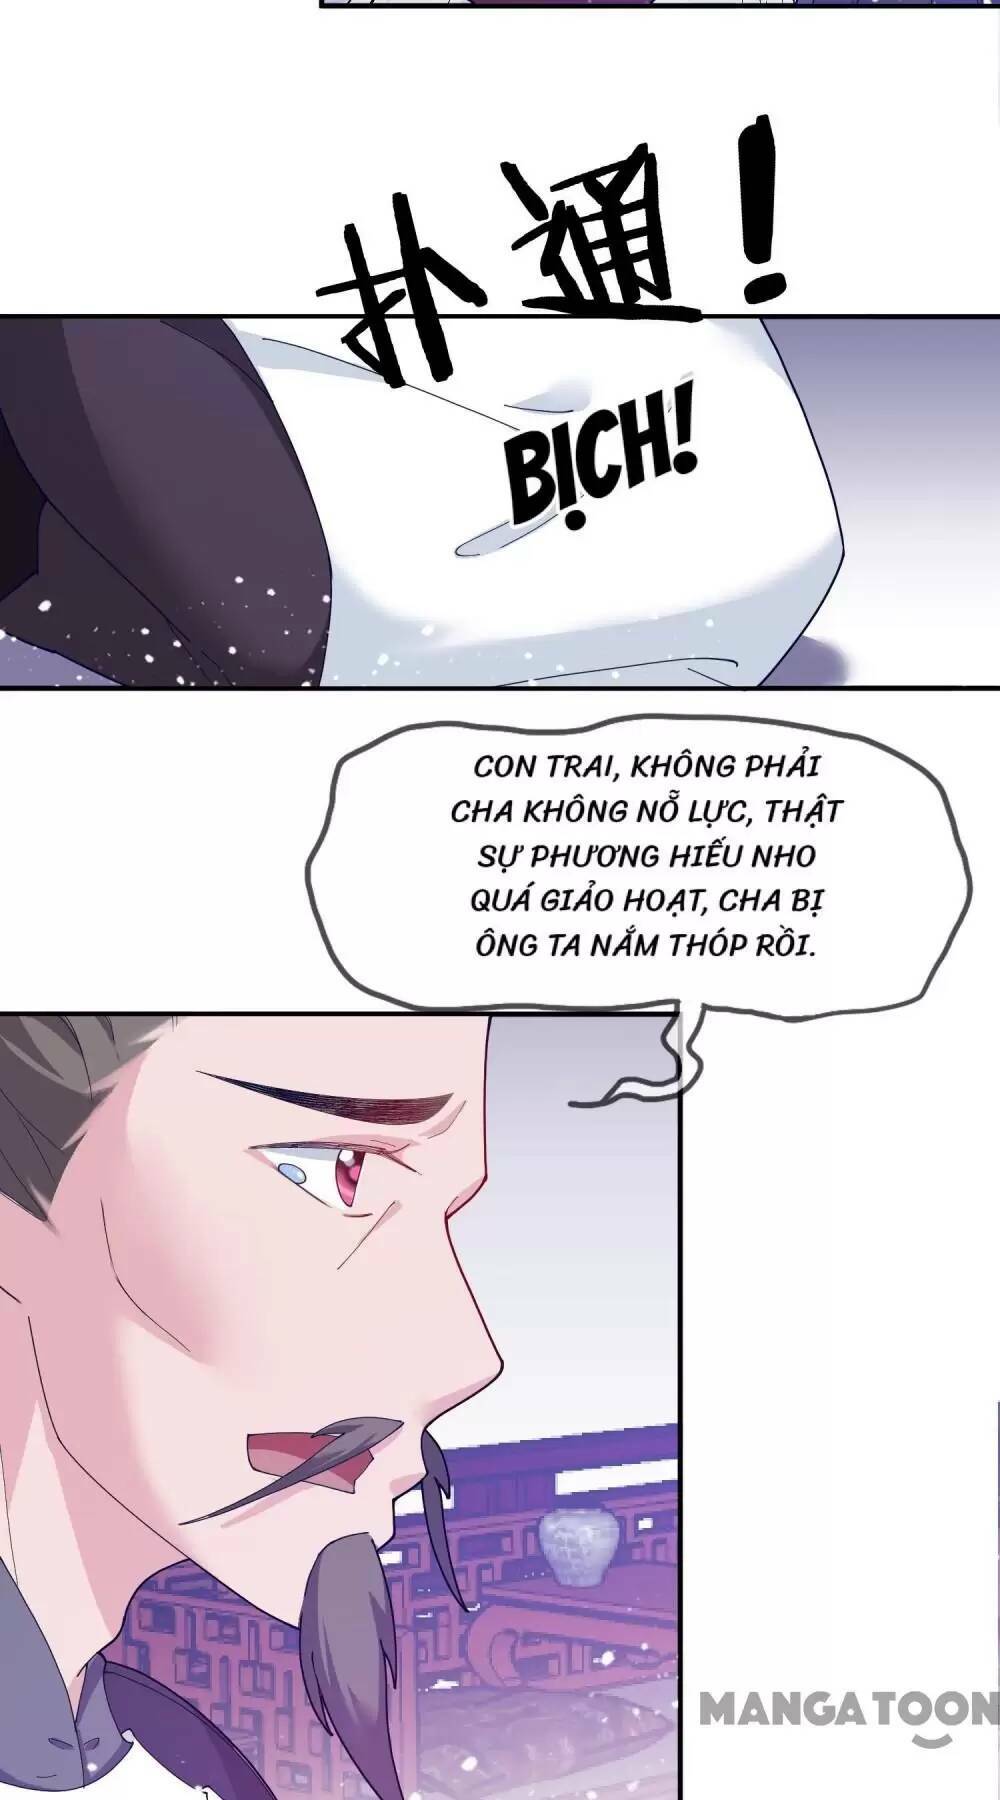 扑通！
BỊCH!
CON TRAI, KHÔNG PHẢI
CHA KHÔNG NỖ LỰC, THẬT
SỰ PHƯƠNG HIẾU NHO
QUÁ GIẢO HOẠT, CHA BỊ
ÔNG TA NẮM THÓP RỒI.
MANGATOON